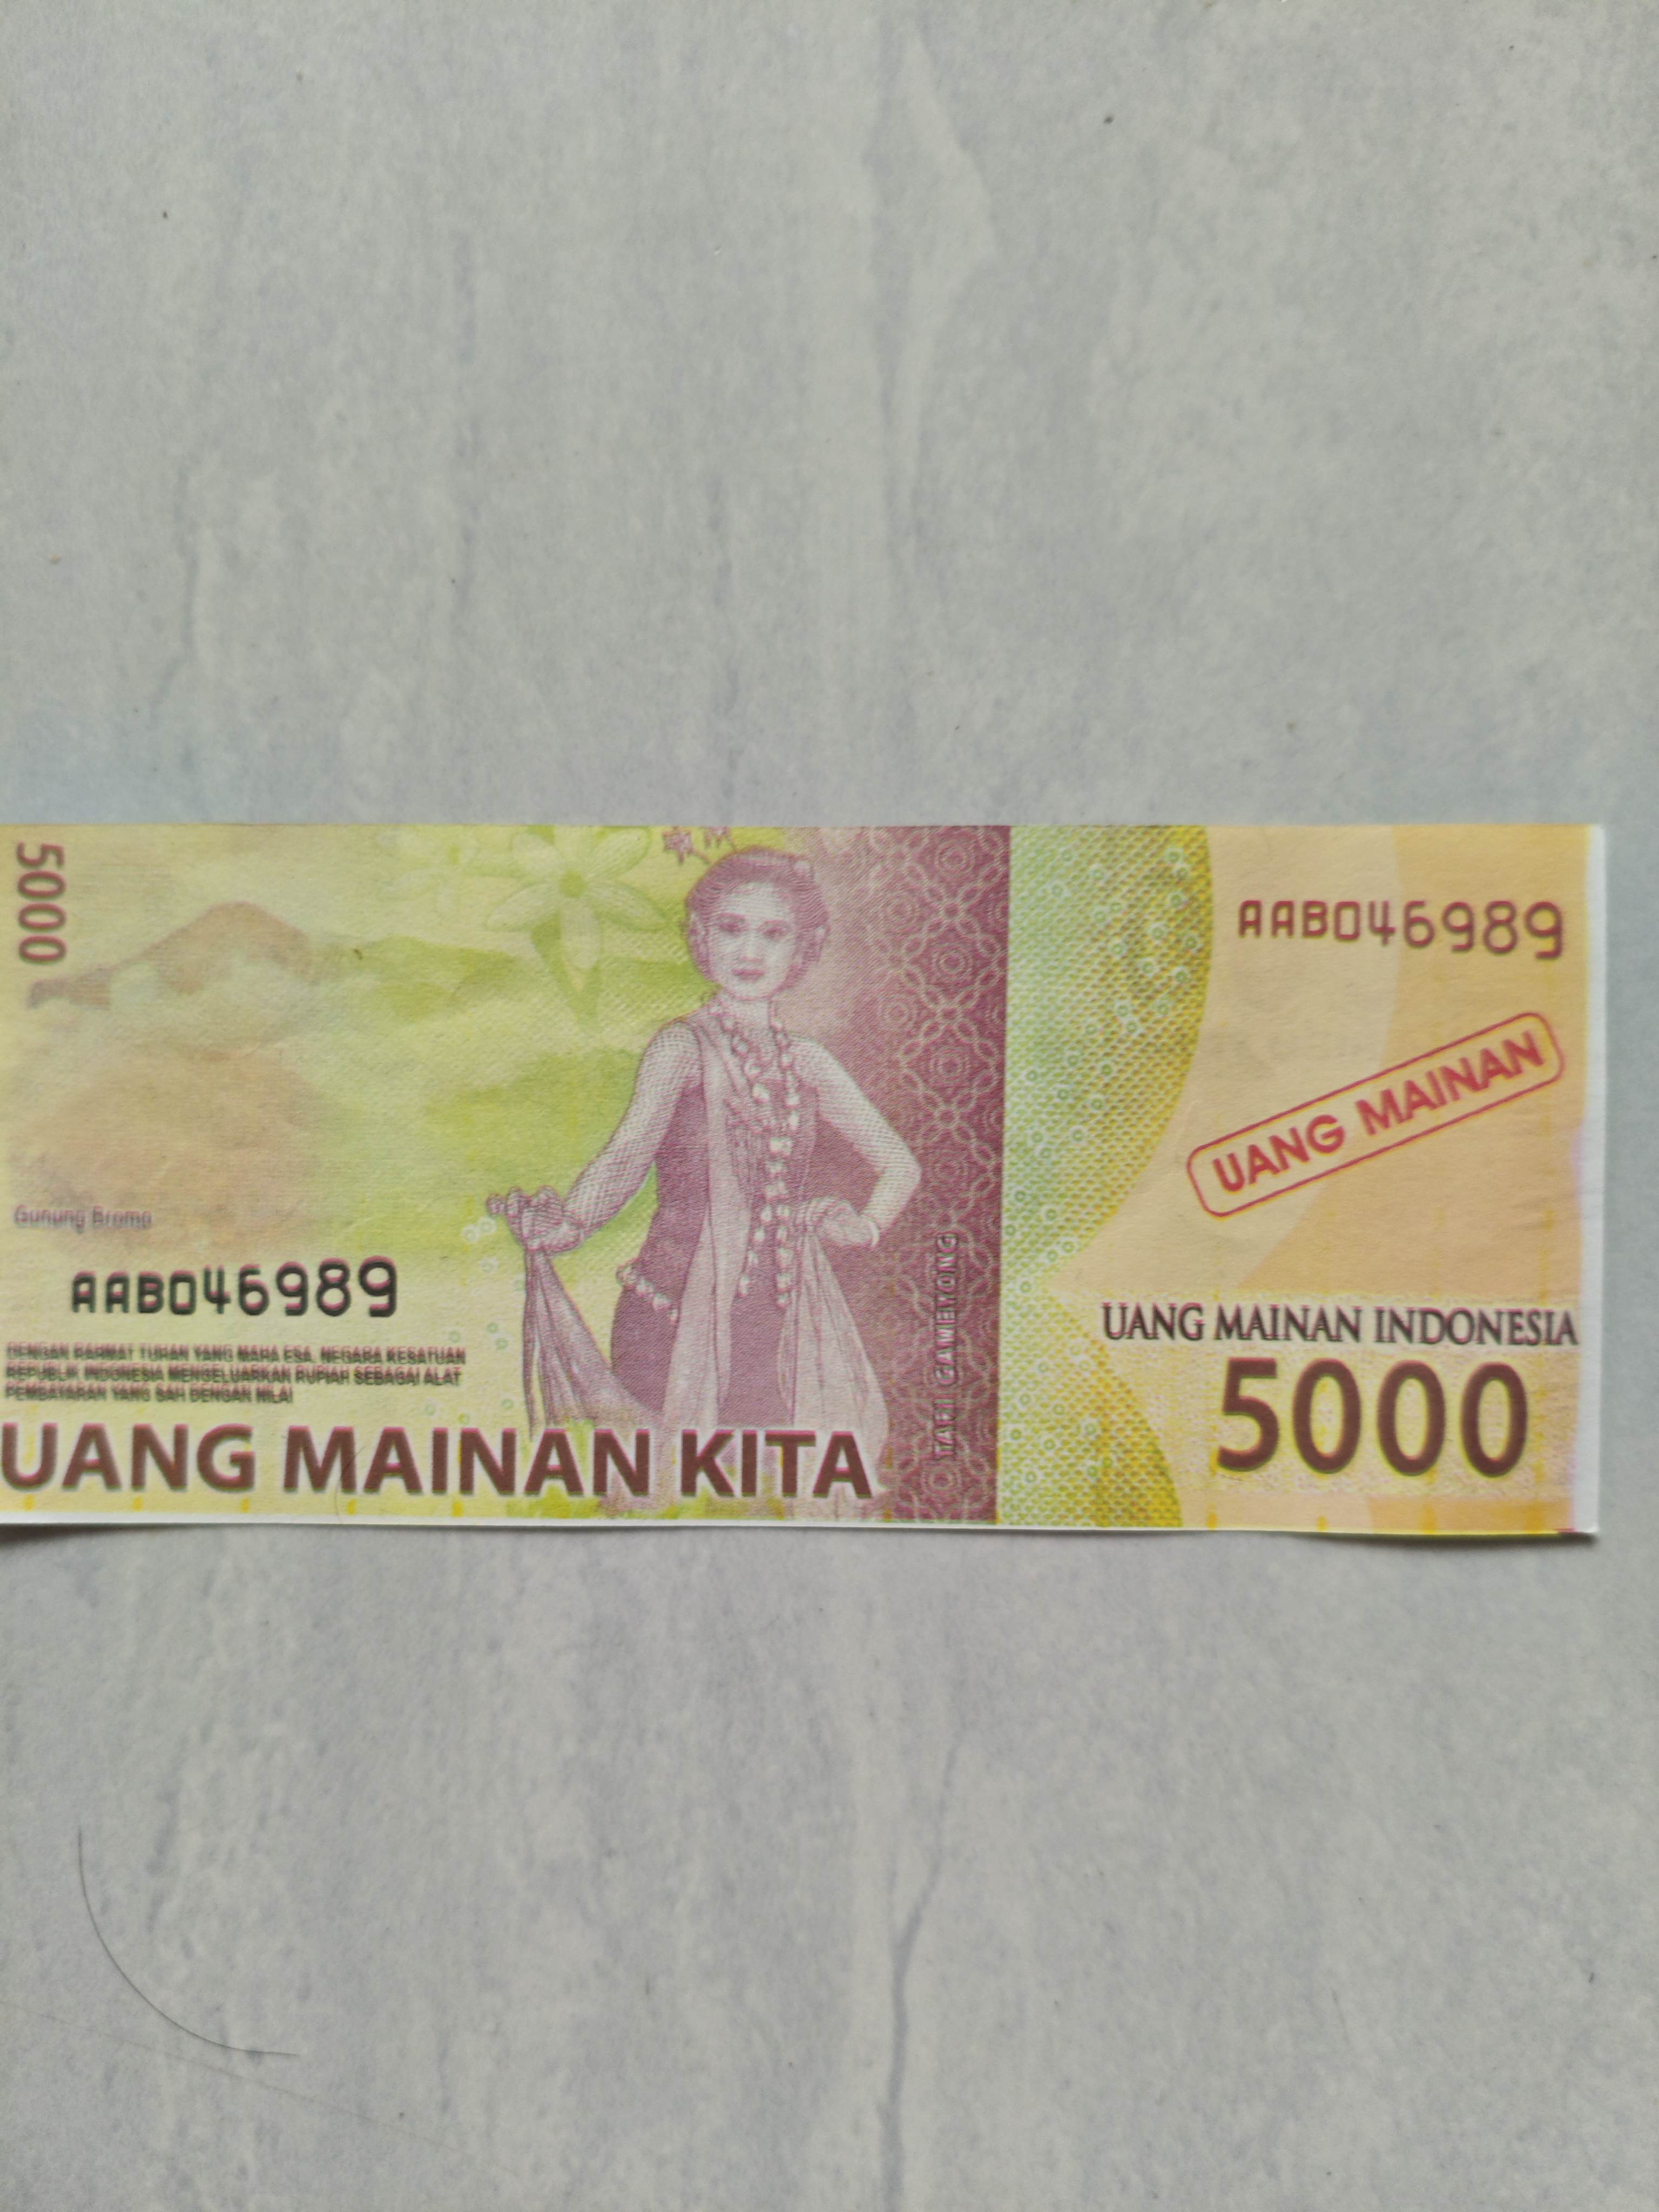 5000
AAB046989
UANG MAINAN
Gunung Bromo
AAB046989
DENGAN RAHMAT TUHAN YANG MAHA ESA, NEGARA KESATUAN
REPUBLIK INDONESIA MENGELUARKAN RUPIAH SEBAGAI ALAT
PEMBAYARAN YANG SAH DENGAN NILAI
UANG MAINAN KITA
TARI GAMBYONG
UANG MAINAN INDONESIA
5000